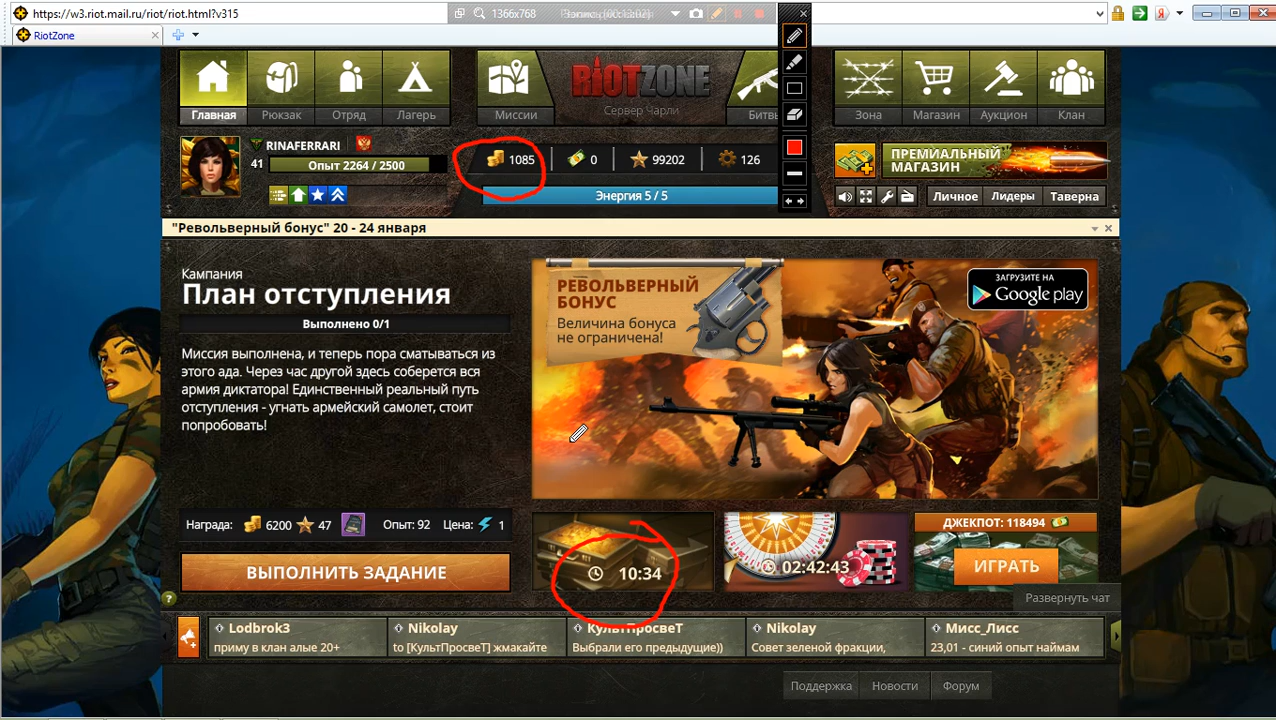 https://w3.riot.mail.ru/riot/riot.html?v315
1366x768
RiotZone
Главная
Рюкзак
Отряд
Лагерь
Миссии
RIOTZONE
Сервер Чарли
Битвы
Зона
Магазин
Аукцион
Клан
RINAFERRARI
41
Опыт 2264 / 2500
1085
0
99202
126
Энергия 5 / 5
ПРЕМИАЛЬНЫЙ
МАГАЗИН
Личное
Лидеры
Таверна
"Револьверный бонус" 20 - 24 января
Кампания
План отступления
Выполнено 0/1
Миссия выполнена, и теперь пора сматываться из
этого ада. Через час другой здесь соберется вся
армия диктатора! Единственный реальный путь
отступления - угнать армейский самолет, стоит
попробовать!
РЕВОЛЬВЕРНЫЙ
БОНУС
Величина бонуса
не ограничена!
ЗАГРУЗИТЕ НА
Google play
Награда: 6200 47 Опыт: 92 Цена: 1
ВЫПОЛНИТЬ ЗАДАНИЕ
10:34
02:42:43
ДЖЕКПОТ: 118494
ИГРАТЬ
Развернуть чат
Lodbrok3
приму в клан алые 20+
Nikolay
to [КультПросвеТ] жмакайте
КультПросвеТ
Выбрали его предыдущие))
Nikolay
Совет зеленой фракции,
Мисс_Лисс
23,01 - синий опыт наймам
Поддержка
Новости
Форум